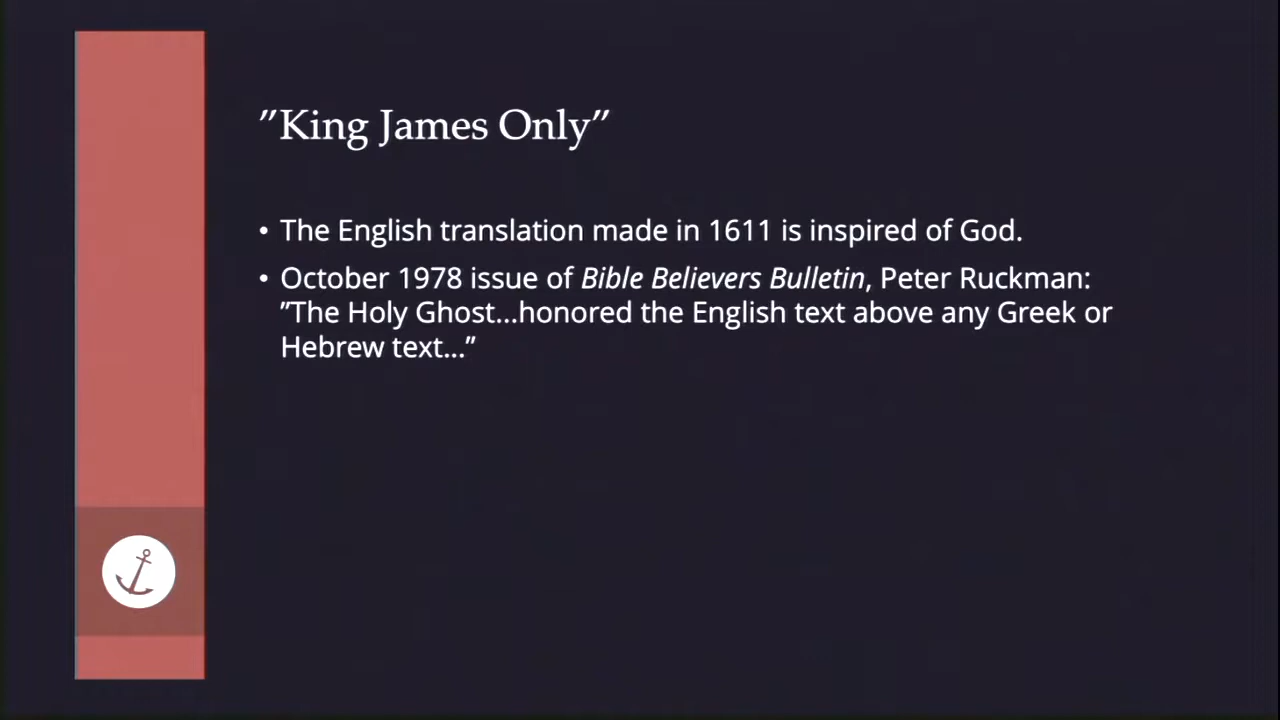 ”King James Only”
• The English translation made in 1611 is inspired of God.
• October 1978 issue of Bible Believers Bulletin, Peter Ruckman:
”The Holy Ghost...honored the English text above any Greek or
Hebrew text...”